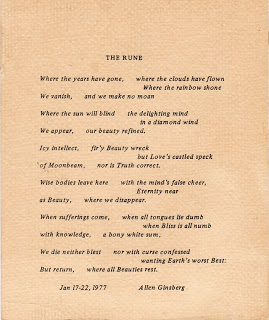 THE RUNE
Where the years have gone, where the clouds have flown
Where the rainbow shone
We vanish, and we make no moan
Where the sun will blind the delighting mind
in a diamond wind
We appear, our beauty refined.
Icy intellect, fir'y Beauty wreck
but Love's castled speck
of Moonbeam, nor is Truth correct.
Wise bodies leave here with the mind's false cheer,
Eternity near
as Beauty, where we disappear.
When sufferings come, when all tongues lie dumb
when Bliss is all numb
with knowledge, a bony white sum,
We die neither blest nor with curse confessed
wanting Earth's worst Best:
But return, where all Beauties rest.
Jan 17-22, 1977 Allen Ginsberg